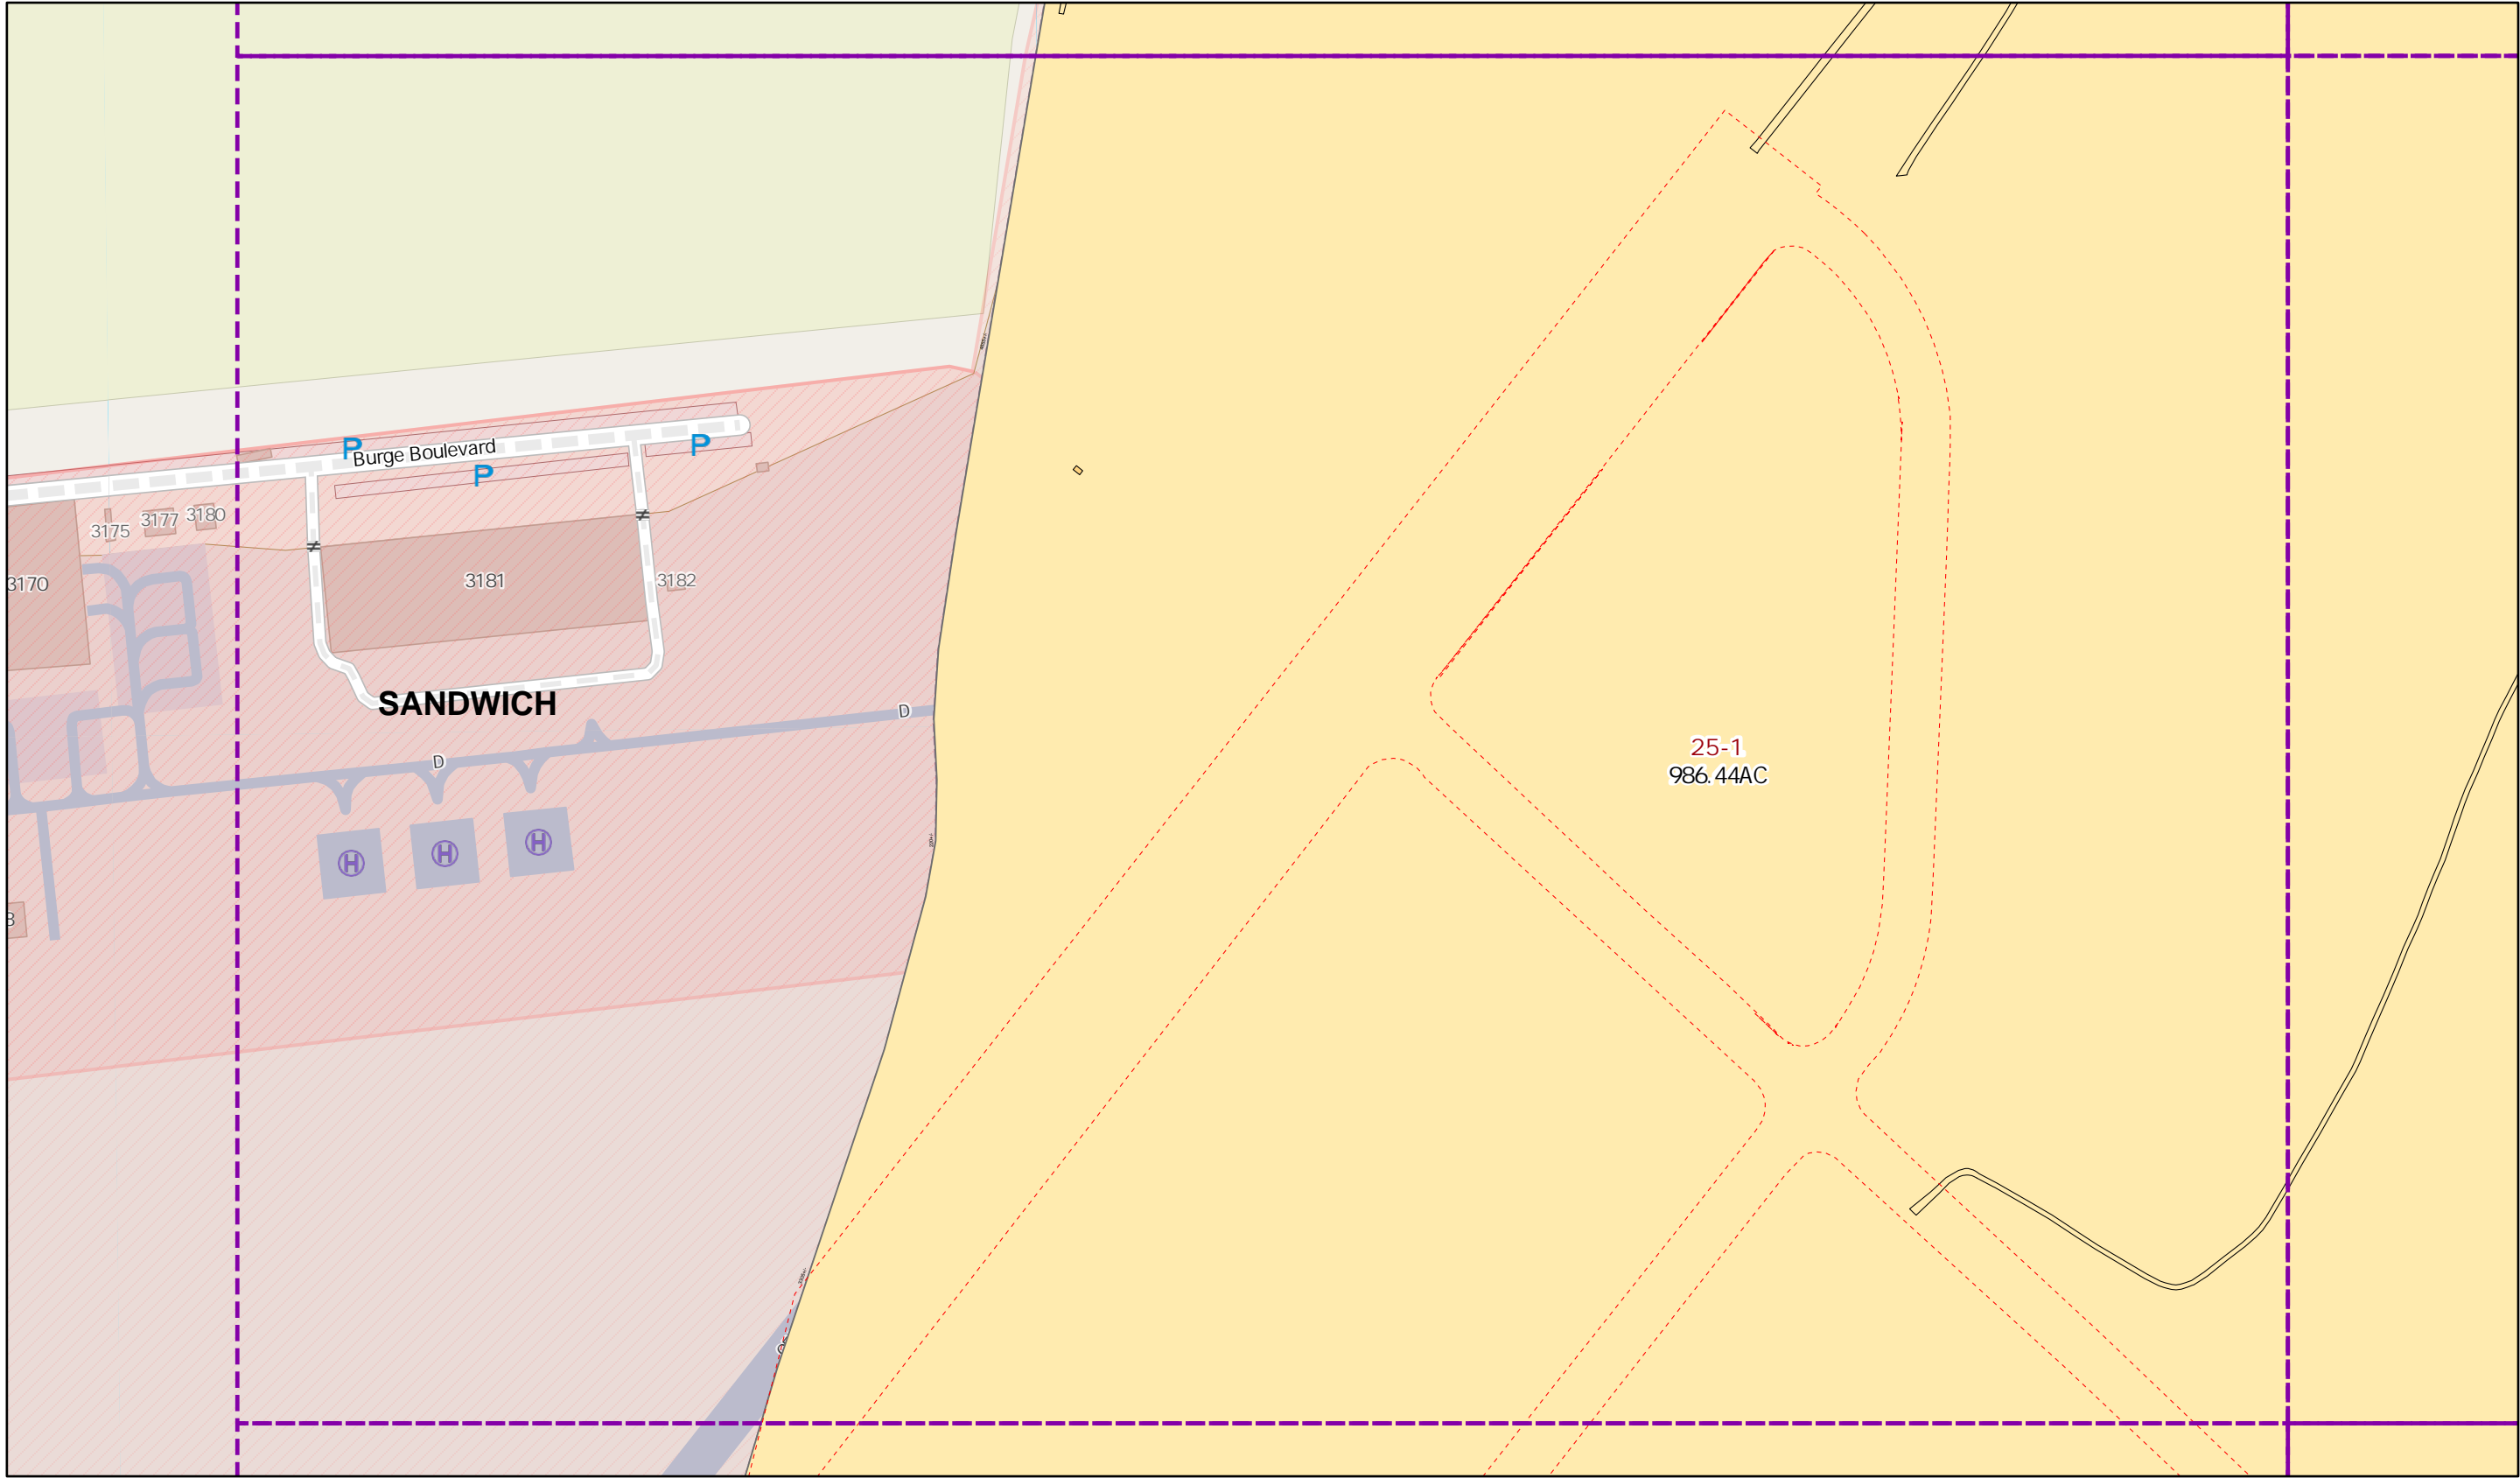 P
Burge Boulevard
P
P
3175
3177
3180
3170
3181
3182
SANDWICH
D
D
25-1
986.44AC
H
H
H